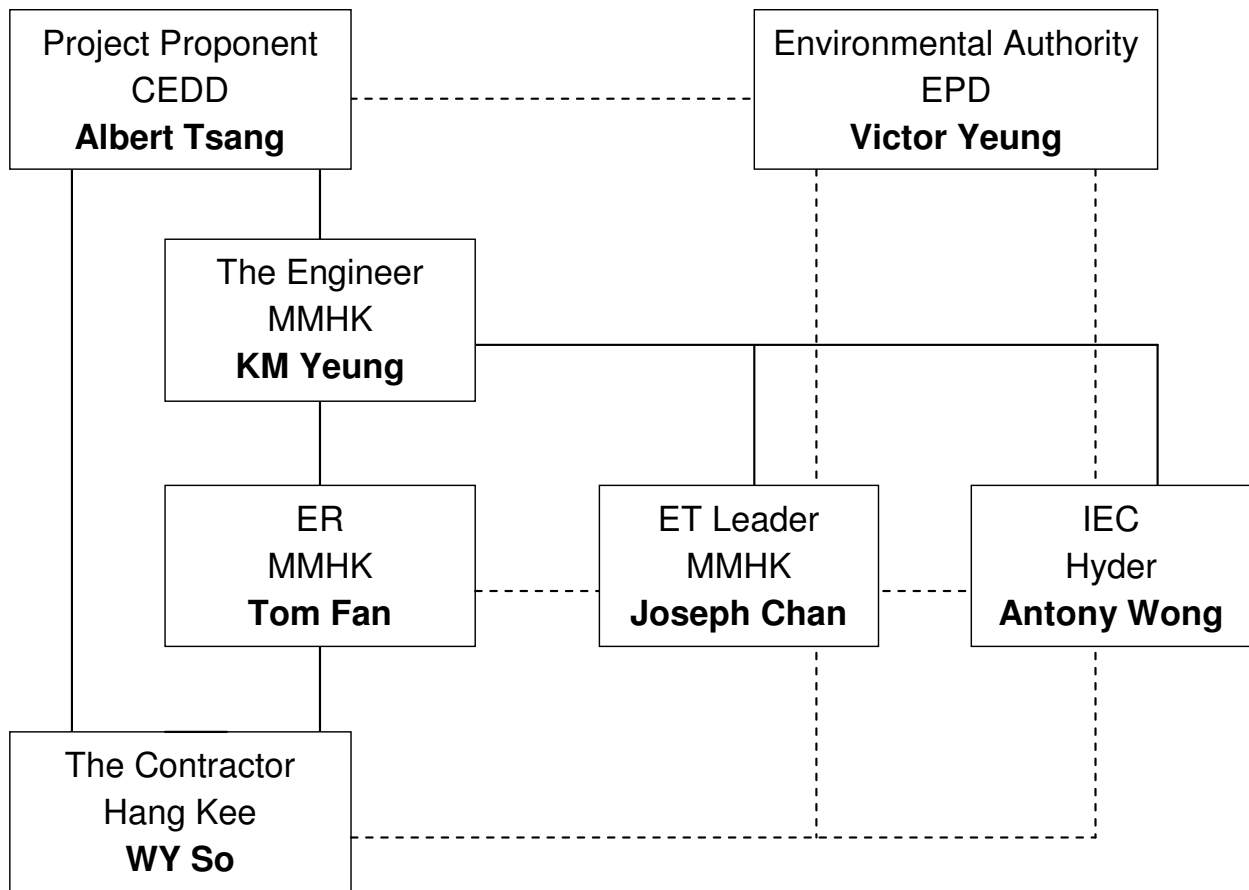 Project Proponent
CEDD
Albert Tsang
Environmental Authority
EPD
Victor Yeung
The Engineer
MMHK
KM Yeung
ER
MMHK
Tom Fan
ET Leader
MMHK
Joseph Chan
IEC
Hyder
Antony Wong
The Contractor
Hang Kee
WY So